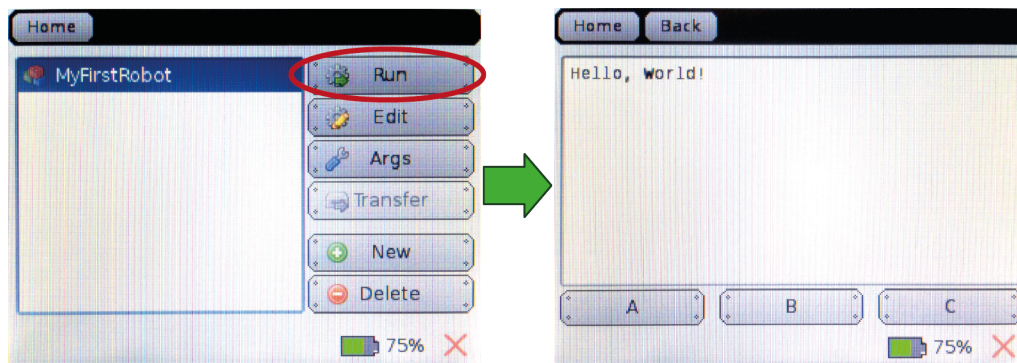 Home
MyFirstRobot
Run
Edit
Args
Transfer
New
Delete
75%
Home Back
Hello, World!
A B C
75%